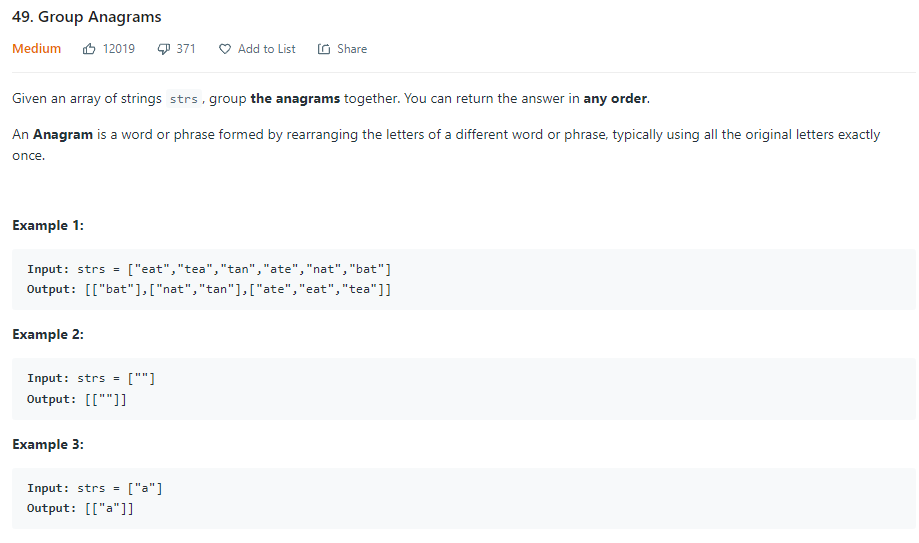 49. Group Anagrams
Medium 12019 371 Add to List Share
Given an array of strings strs, group the anagrams together. You can return the answer in any order.
An Anagram is a word or phrase formed by rearranging the letters of a different word or phrase, typically using all the original letters exactly
once.
Example 1:
Input: strs = ["eat","tea","tan","ate","nat","bat"]
Output: [["bat"],["nat","tan"],["ate","eat","tea"]]
Example 2:
Input: strs = [""]
Output: [[""]]
Example 3:
Input: strs = ["a"]
Output: [["a"]]